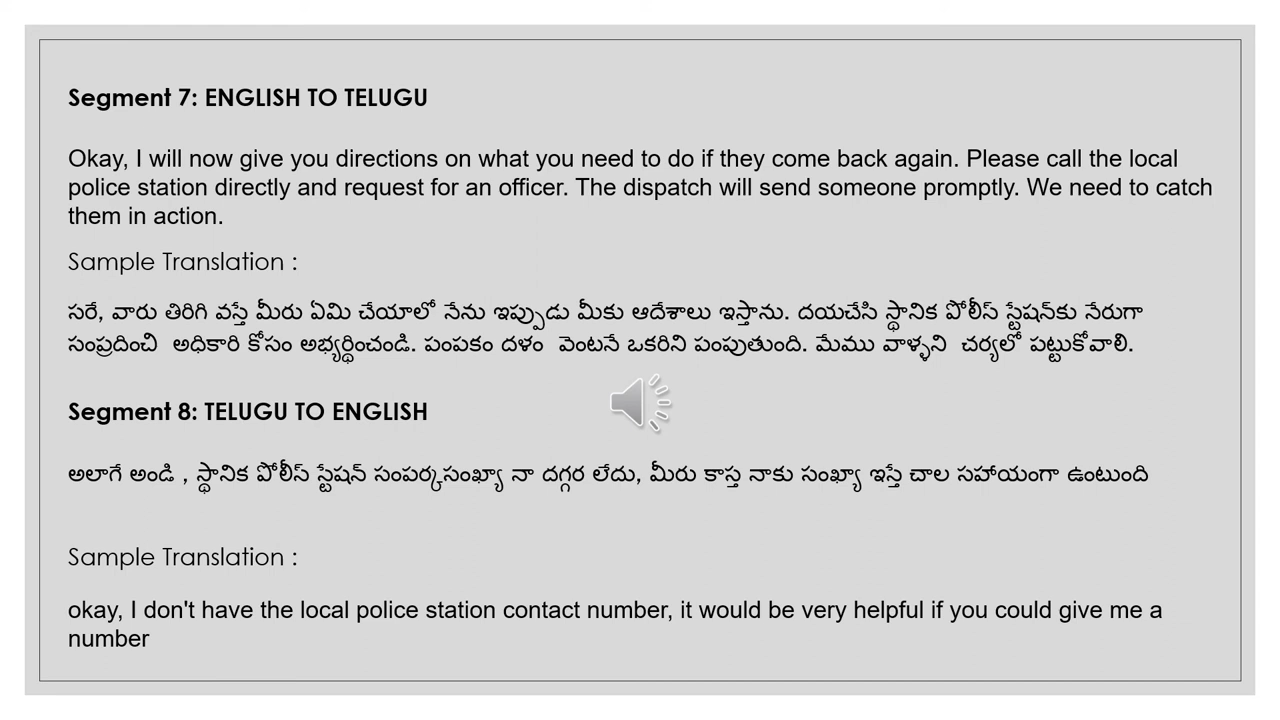 Segment 7: ENGLISH TO TELUGU
Okay, I will now give you directions on what you need to do if they come back again. Please call the local
police station directly and request for an officer. The dispatch will send someone promptly. We need to catch
them in action.
Sample Translation :
సరే, వారు తిరిగి వస్తే మీరు ఏమి చేయాలో నేను ఇప్పుడు మీకు ఆదేశాలు ఇస్తాను. దయచేసి స్థానిక పోలీస్ స్టేషన్‌కు నేరుగా
సంప్రదించి  అధికారి కోసం అభ్యర్థించండి. పంపకం దళం  వెంటనే ఒకరిని పంపుతుంది. మేము వాళ్ళని  చర్యలో పట్టుకోవాలి.
Segment 8: TELUGU TO ENGLISH
అలాగే అండి , స్థానిక పోలీస్ స్టేషన్ సంపర్కసంఖ్యా నా దగ్గర లేదు, మీరు కాస్త నాకు సంఖ్యా ఇస్తే చాల సహాయంగా ఉంటుంది
Sample Translation :
okay, I don't have the local police station contact number, it would be very helpful if you could give me a
number